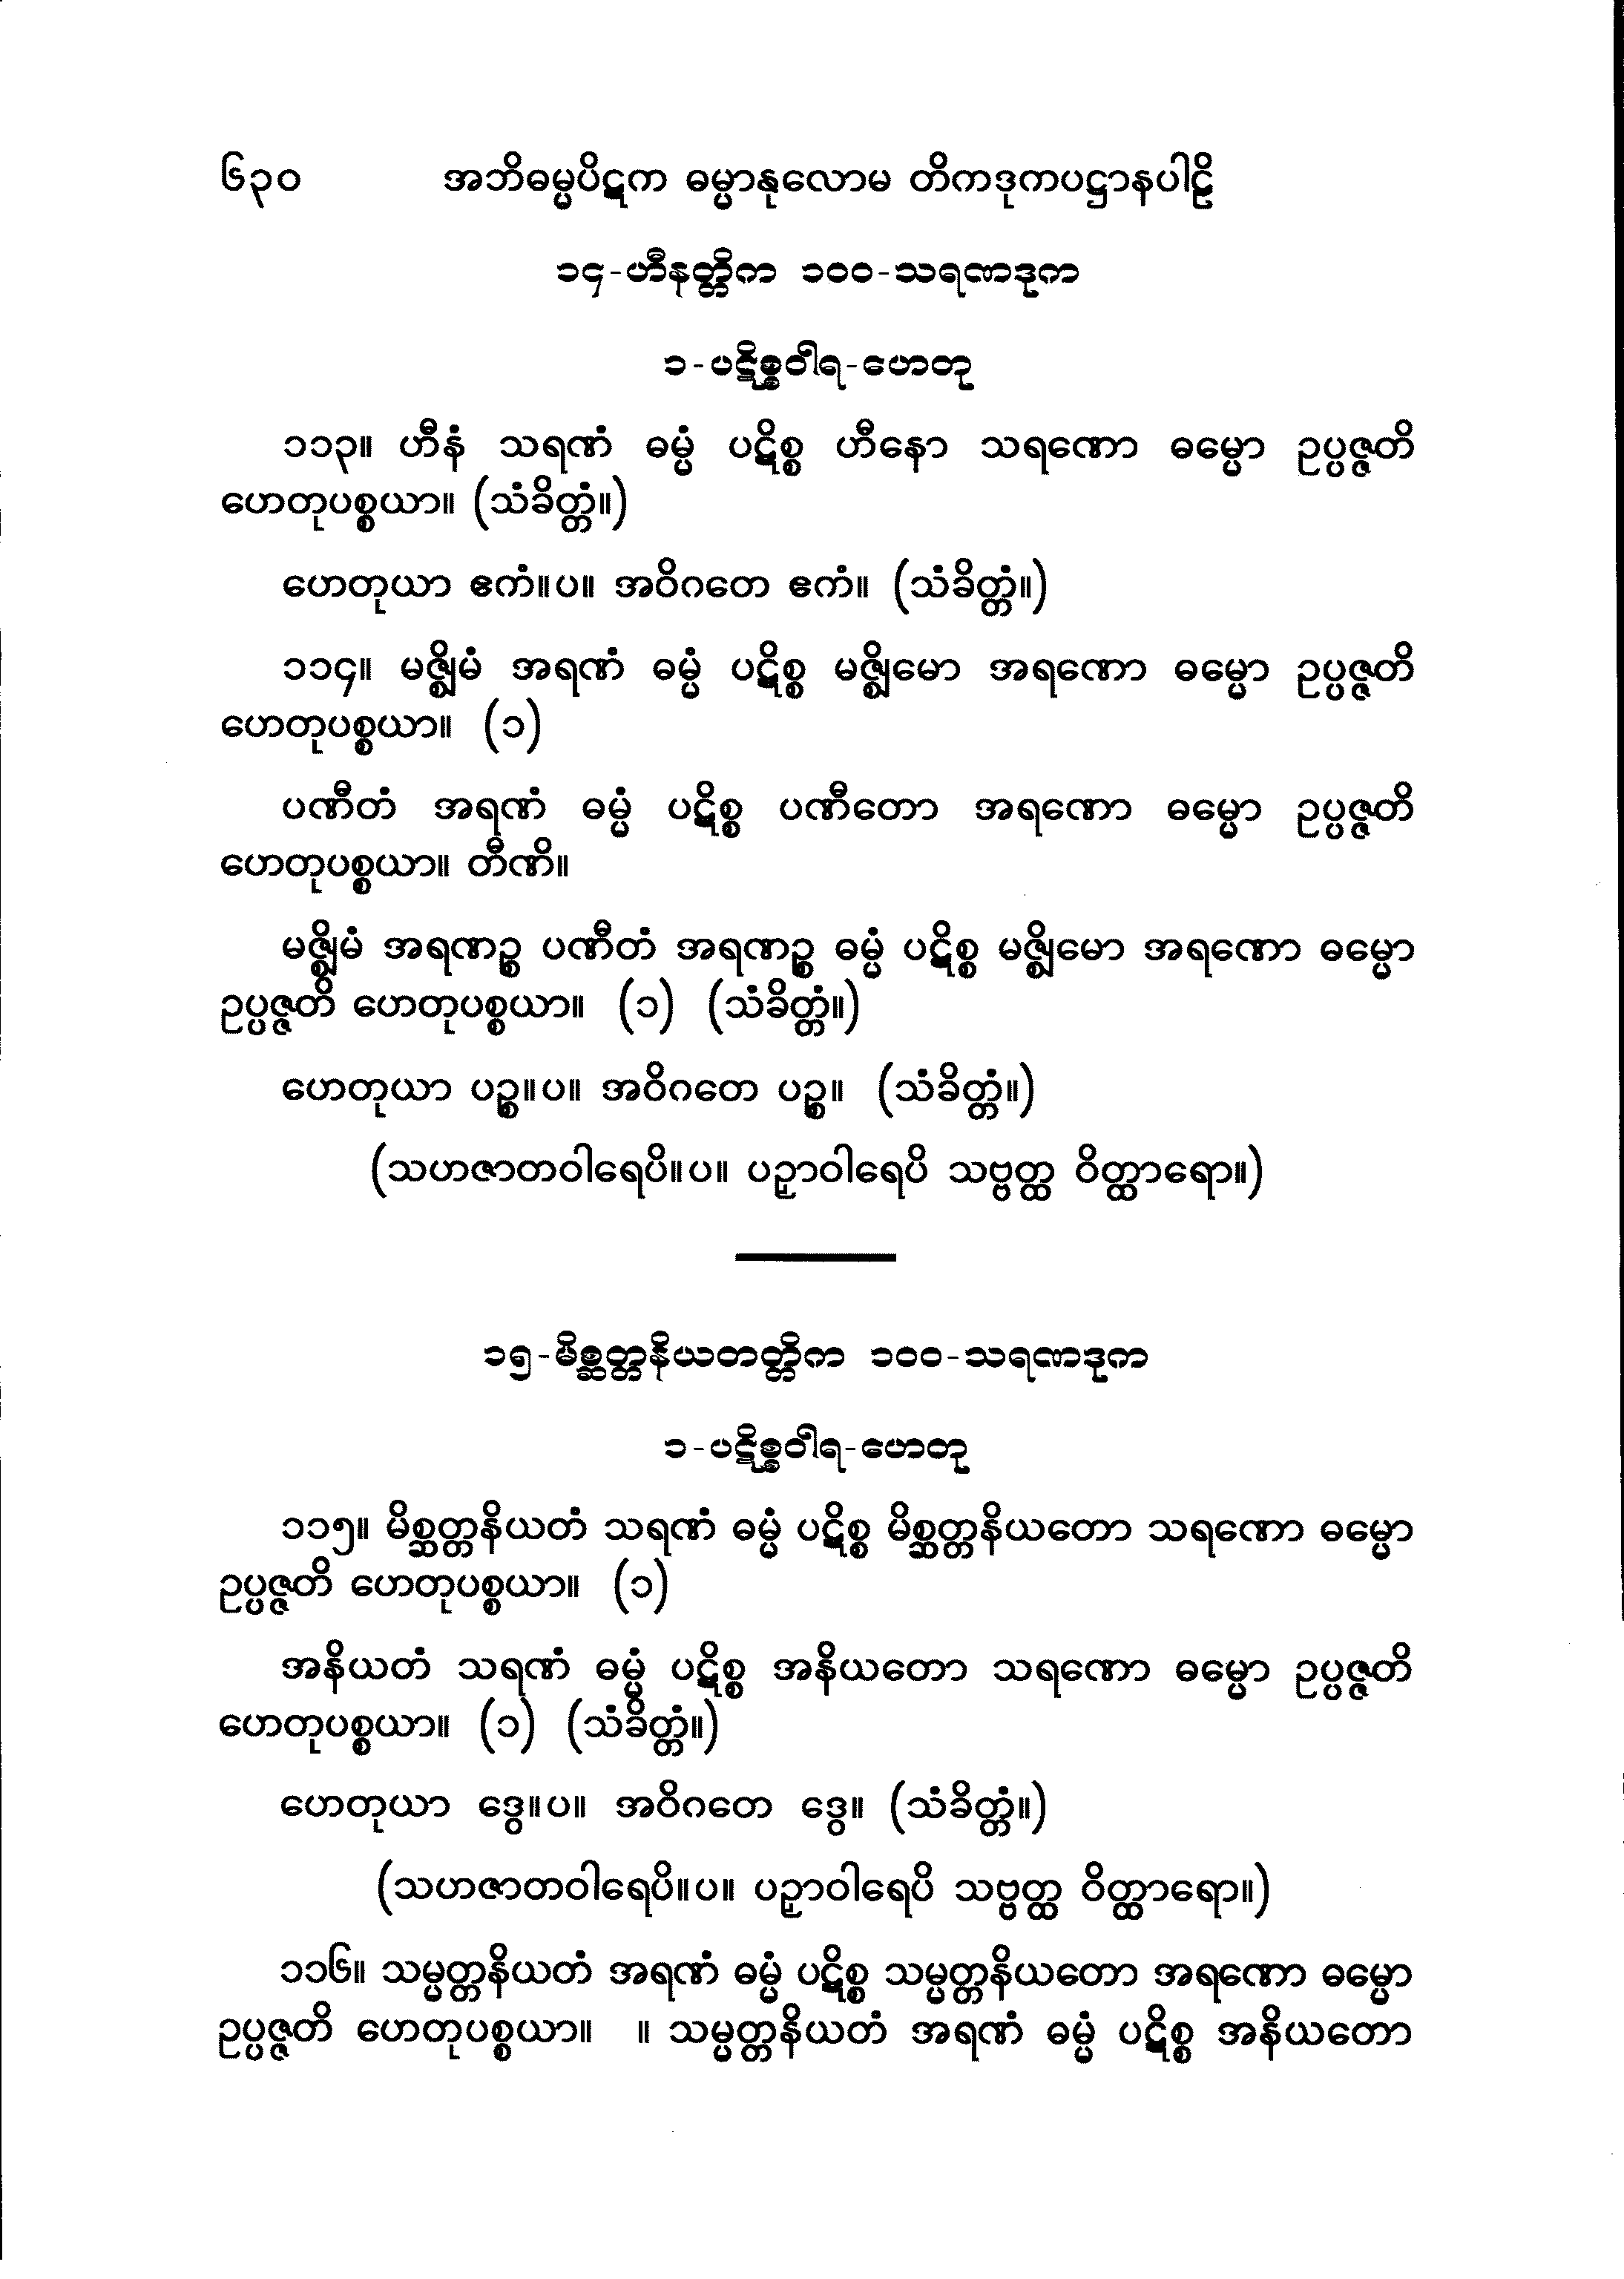 ၆၃၀ အဘိဓမ္မပိဋက ဓမ္မာနုလောမ တိကဒုကပဋ္ဌာနပါဠိ
၁၄-ဟီနတ္တိက ၁၀၀-သရဏဒုက
၁-ပဋိစ္စဝါရ-ဟေတု
၁၁၃။ ဟီနံ သရဏံ ဓမ္မံ ပဋိစ္စ ဟီနော သရဏော ဓမ္မော ဥပ္ပဇ္ဇတိ
ဟေတုပစ္စယာ။ (သံခိတ္တံ။)
ဟေတုယာ ဧကံ။ပ။ အဝိဂတေ ဧကံ။ (သံခိတ္တံ။)
၁၁၄။ မဇ္ဈိမံ အရဏံ ဓမ္မံ ပဋိစ္စ မဇ္ဈိမော အရဏော ဓမ္မော ဥပ္ပဇ္ဇတိ
ဟေတုပစ္စယာ။ (၁)
ပဏီတံ အရဏံ ဓမ္မံ ပဋိစ္စ ပဏီတော အရဏော ဓမ္မော ဥပ္ပဇ္ဇတိ
ဟေတုပစ္စယာ။ တီဏိ။
မဇ္ဈိမံ အရဏဉ္စ ပဏီတံ အရဏဉ္စ ဓမ္မံ ပဋိစ္စ မဇ္ဈိမော အရဏော ဓမ္မော
ဥပ္ပဇ္ဇတိ ဟေတုပစ္စယာ။ (၁) (သံခိတ္တံ။)
ဟေတုယာ ပဉ္စ။ပ။ အဝိဂတေ ပဉ္စ။ (သံခိတ္တံ။)
(သဟဇာတဝါရေပိ။ပ။ ပဉှာဝါရေပိ သဗ္ဗတ္ထ ဝိတ္ထာရော။)
၁၅-မိစ္ဆတ္တနိယတတ္တိက ၁၀၀-သရဏဒုက
၁-ပဋိစ္စဝါရ-ဟေတု
၁၁၅။ မိစ္ဆတ္တနိယတံ သရဏံ ဓမ္မံ ပဋိစ္စ မိစ္ဆတ္တနိယတော သရဏော ဓမ္မော
ဥပ္ပဇ္ဇတိ ဟေတုပစ္စယာ။ (၁)
အနိယတံ သရဏံ ဓမ္မံ ပဋိစ္စ အနိယတော သရဏော ဓမ္မော ဥပ္ပဇ္ဇတိ
ဟေတုပစ္စယာ။ (၁) (သံခိတ္တံ။)
ဟေတုယာ ဒွေ။ပ။ အဝိဂတေ ဒွေ။ (သံခိတ္တံ။)
(သဟဇာတဝါရေပိ။ပ။ ပဉှာဝါရေပိ သဗ္ဗတ္ထ ဝိတ္ထာရော။)
၁၁၆။ သမ္မတ္တနိယတံ အရဏံ ဓမ္မံ ပဋိစ္စ သမ္မတ္တနိယတော အရဏော ဓမ္မော
ဥပ္ပဇ္ဇတိ ဟေတုပစ္စယာ။ ။ သမ္မတ္တနိယတံ အရဏံ ဓမ္မံ ပဋိစ္စ အနိယတော